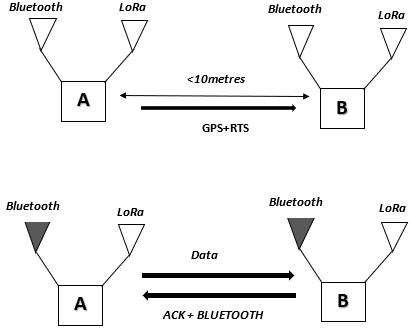 Bluetooth LoRa Bluetooth LoRa
<10metres
A B
GPS+RTS
Bluetooth LoRa Bluetooth LoRa
Data
A B
ACK + BLUETOOTH